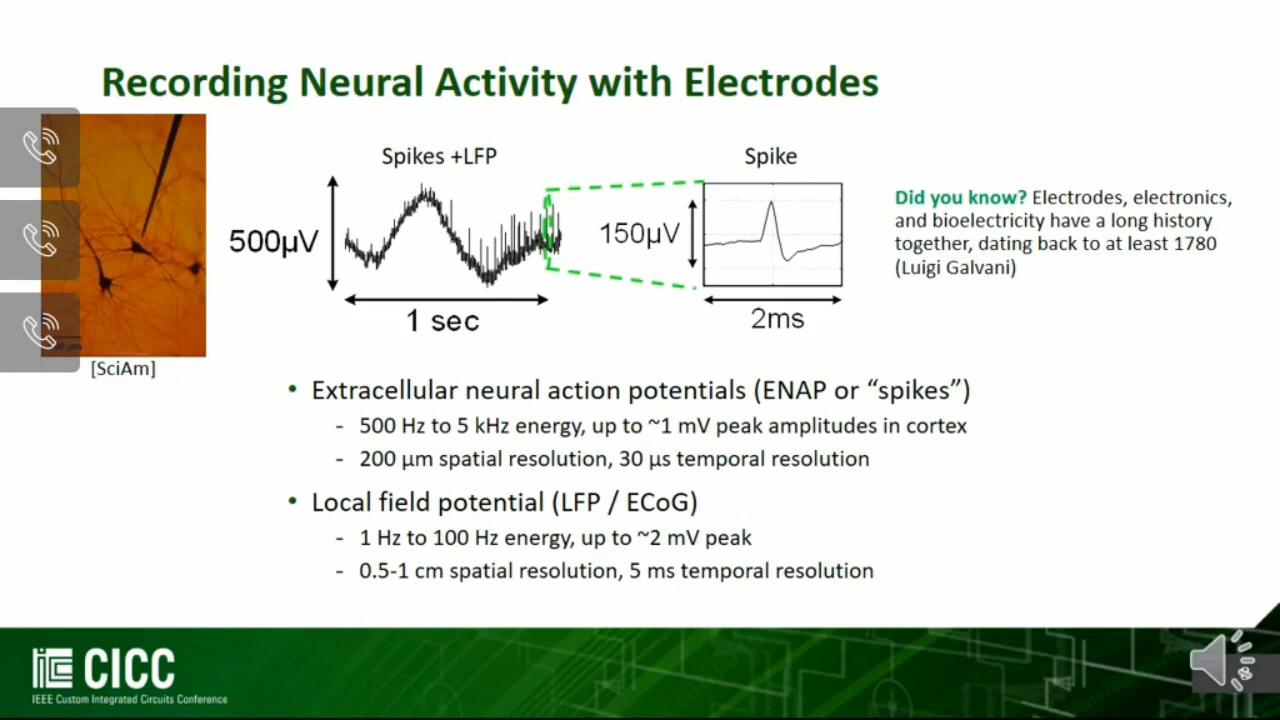 Recording Neural Activity with Electrodes
Spikes +LFP
Spike
500µV
1 sec
150µV
2ms
Did you know? Electrodes, electronics,
and bioelectricity have a long history
together, dating back to at least 1780
(Luigi Galvani)
[SciAm]
• Extracellular neural action potentials (ENAP or “spikes”)
- 500 Hz to 5 kHz energy, up to ~1 mV peak amplitudes in cortex
- 200 µm spatial resolution, 30 µs temporal resolution
• Local field potential (LFP / ECoG)
- 1 Hz to 100 Hz energy, up to ~2 mV peak
- 0.5-1 cm spatial resolution, 5 ms temporal resolution
CICC
IEEE Custom Integrated Circuits Conference